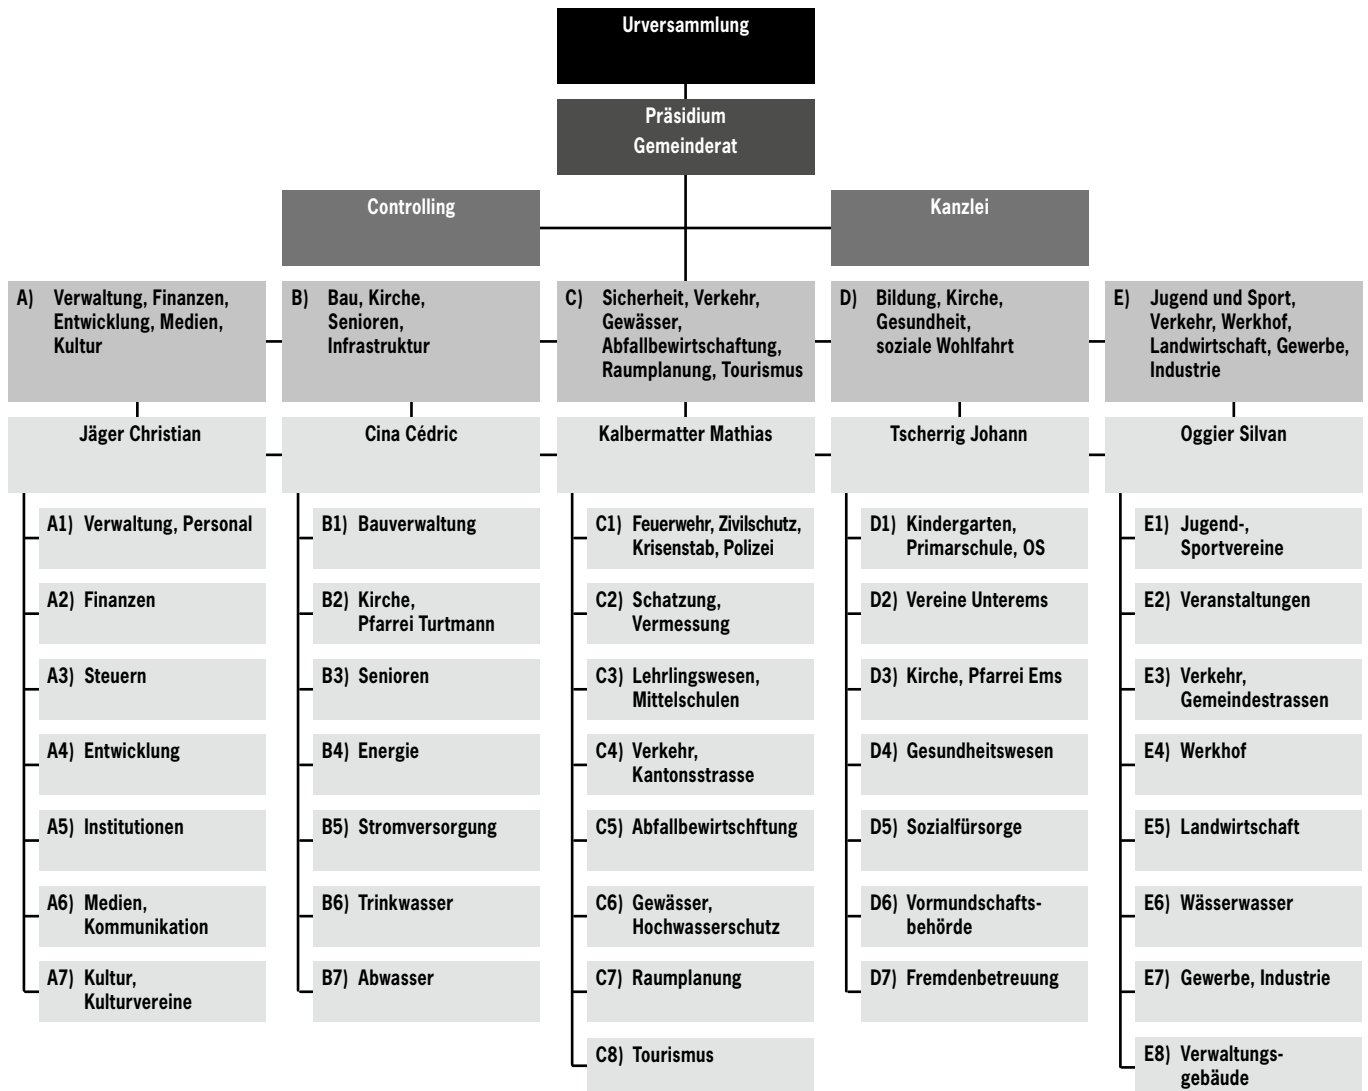 Urversammlung
Präsidium
Gemeinderat
Controlling
Kanzlei
A) Verwaltung, Finanzen,
Entwicklung, Medien,
Kultur
B) Bau, Kirche,
Senioren,
Infrastruktur
C) Sicherheit, Verkehr,
Gewässer,
Abfallbewirtschaftung,
Raumplanung, Tourismus
D) Bildung, Kirche,
Gesundheit,
soziale Wohlfahrt
E) Jugend und Sport,
Verkehr, Werkhof,
Landwirtschaft, Gewerbe,
Industrie
Jäger Christian
Cina Cédric
Kalbermatter Mathias
Tscherrig Johann
Oggier Silvan
A1) Verwaltung, Personal
A2) Finanzen
A3) Steuern
A4) Entwicklung
A5) Institutionen
A6) Medien,
Kommunikation
A7) Kultur,
Kulturvereine
B1) Bauverwaltung
B2) Kirche,
Pfarrei Turtmann
B3) Senioren
B4) Energie
B5) Stromversorgung
B6) Trinkwasser
B7) Abwasser
C1) Feuerwehr, Zivilschutz,
Krisenstab, Polizei
C2) Schatzung,
Vermessung
C3) Lehrlingswesen,
Mittelschulen
C4) Verkehr,
Kantonsstrasse
C5) Abfallbewirtschftung
C6) Gewässer,
Hochwasserschutz
C7) Raumplanung
C8) Tourismus
D1) Kindergarten,
Primarschule, OS
D2) Vereine Unterems
D3) Kirche, Pfarrei Ems
D4) Gesundheitswesen
D5) Sozialfürsorge
D6) Vormundschafts-
behörde
D7) Fremdenbetreuung
E1) Jugend-,
Sportvereine
E2) Veranstaltungen
E3) Verkehr,
Gemeindestrassen
E4) Werkhof
E5) Landwirtschaft
E6) Wässerwasser
E7) Gewerbe, Industrie
E8) Verwaltungs-
gebäude